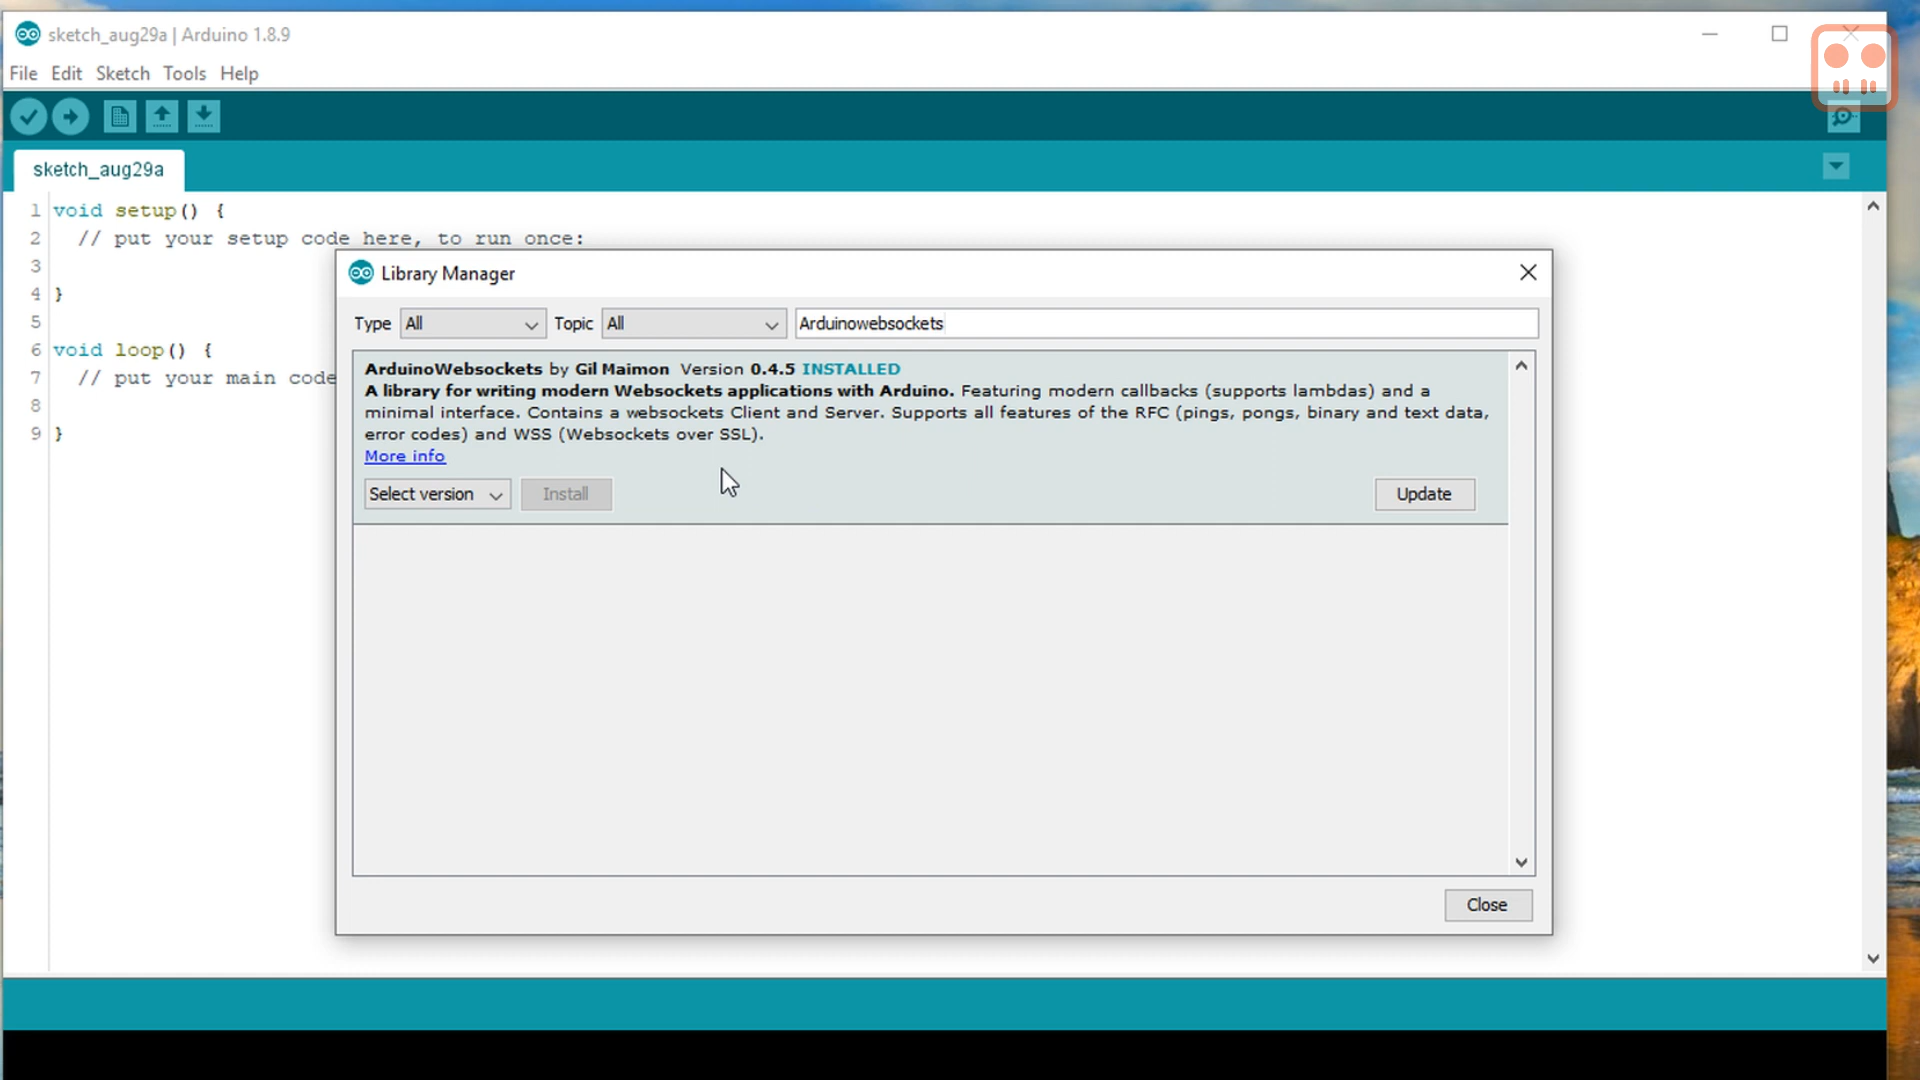 sketch_aug29a | Arduino 1.8.9
File Edit Sketch Tools Help
sketch_aug29a
1 void setup() {
2 // put your setup code here, to run once:
3
4 }
5
6 void loop() {
7 // put your main code
8
9 }
Library Manager
Type All Topic All Arduinowebsockets
ArduinoWebsockets by Gil Maimon Version 0.4.5 INSTALLED
A library for writing modern Websockets applications with Arduino. Featuring modern callbacks (supports lambdas) and a
minimal interface. Contains a websockets Client and Server. Supports all features of the RFC (pings, pongs, binary and text data,
error codes) and WSS (Websockets over SSL).
More info
Select version Install Update
Close